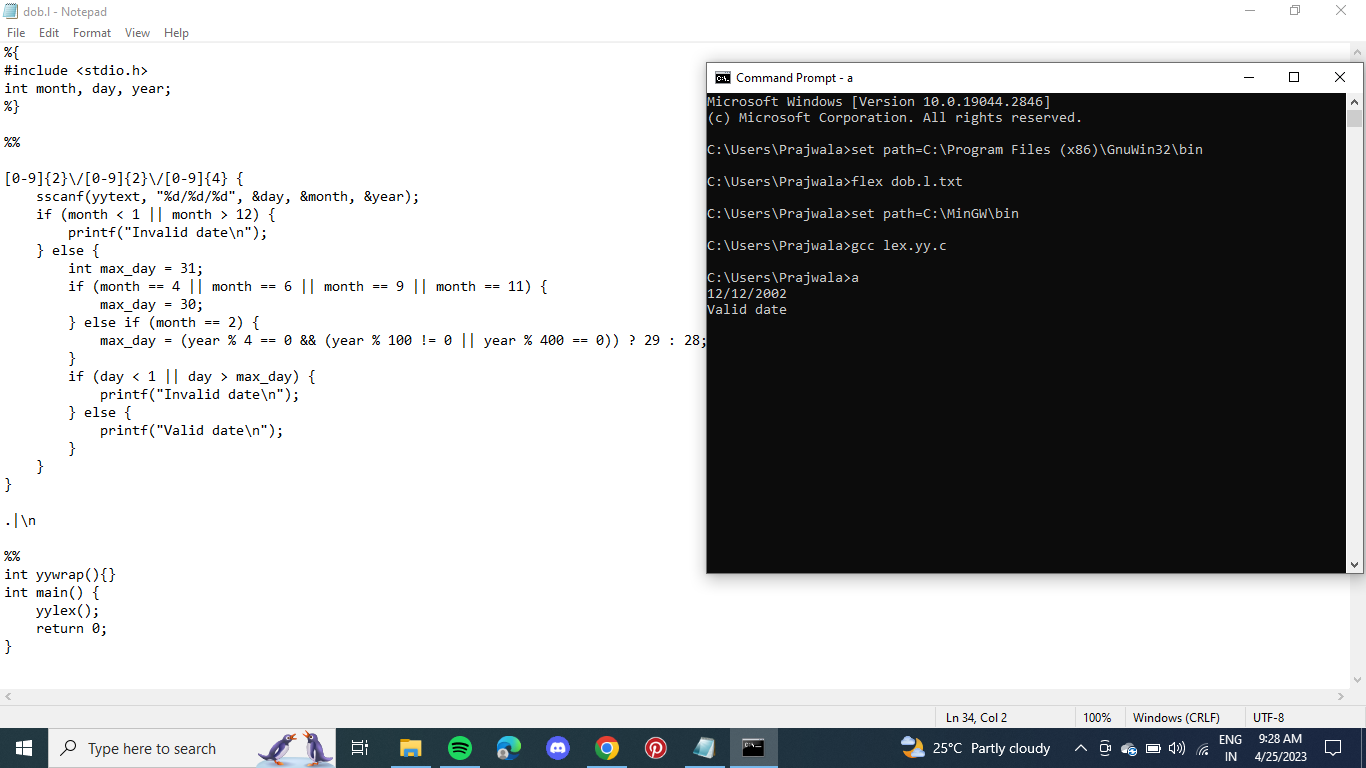 dob.l - Notepad
File Edit Format View Help
%{
#include <stdio.h>
int month, day, year;
%}
%%
[0-9]{2}\/[0-9]{2}\/[0-9]{4} {
    sscanf(yytext, "%d/%d/%d", &day, &month, &year);
    if (month < 1 || month > 12) {
        printf("Invalid date\n");
    } else {
        int max_day = 31;
        if (month == 4 || month == 6 || month == 9 || month == 11) {
            max_day = 30;
        } else if (month == 2) {
            max_day = (year % 4 == 0 && (year % 100 != 0 || year % 400 == 0)) ? 29 : 28;
        }
        if (day < 1 || day > max_day) {
            printf("Invalid date\n");
        } else {
            printf("Valid date\n");
        }
    }
}
.|\n
%%
int yywrap(){}
int main() {
    yylex();
    return 0;
}
Command Prompt - a
Microsoft Windows [Version 10.0.19044.2846]
(c) Microsoft Corporation. All rights reserved.
C:\Users\Prajwala>set path=C:\Program Files (x86)\GnuWin32\bin
C:\Users\Prajwala>flex dob.l.txt
C:\Users\Prajwala>set path=C:\MinGW\bin
C:\Users\Prajwala>gcc lex.yy.c
C:\Users\Prajwala>a
12/12/2002
Valid date
Ln 34, Col 2 100% Windows (CRLF) UTF-8
Type here to search
25°C Partly cloudy
ENG
IN
9:28 AM
4/25/2023